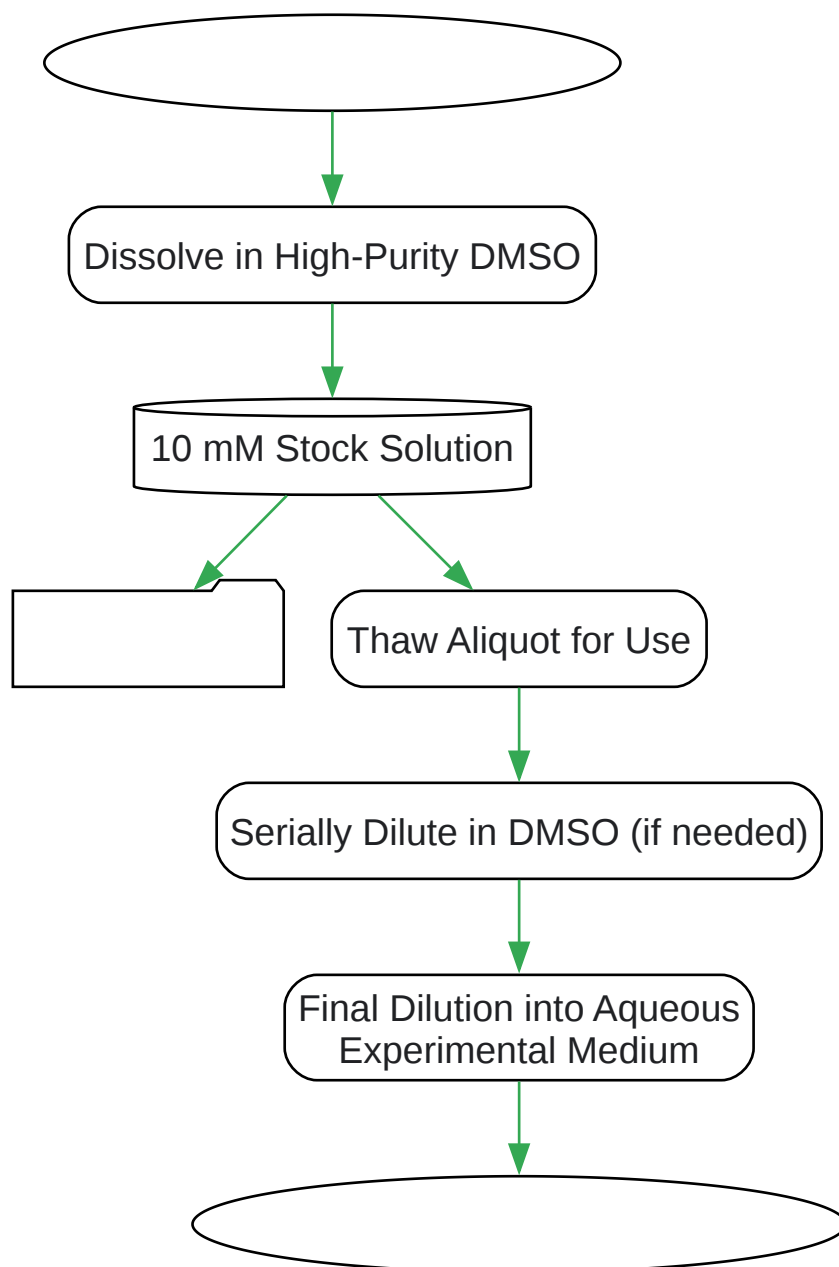 Dissolve in High-Purity DMSO
10 mM Stock Solution
Thaw Aliquot for Use
Serially Dilute in DMSO (if needed)
Final Dilution into Aqueous
Experimental Medium